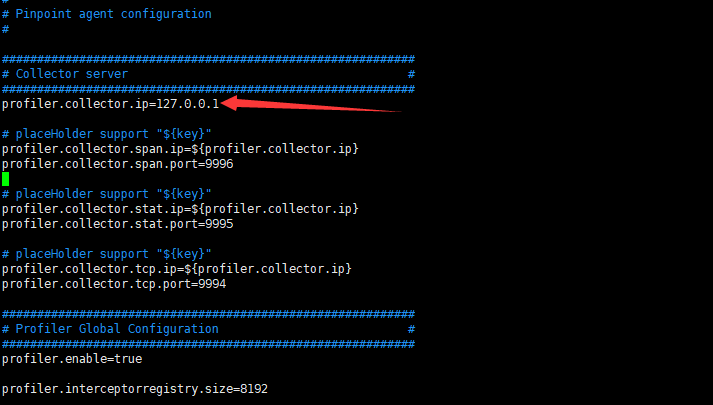 #
# Pinpoint agent configuration
#
###########################################################
# Collector server #
###########################################################
profiler.collector.ip=127.0.0.1
# placeHolder support "${key}"
profiler.collector.span.ip=${profiler.collector.ip}
profiler.collector.span.port=9996
# placeHolder support "${key}"
profiler.collector.stat.ip=${profiler.collector.ip}
profiler.collector.stat.port=9995
# placeHolder support "${key}"
profiler.collector.tcp.ip=${profiler.collector.ip}
profiler.collector.tcp.port=9994
###########################################################
# Profiler Global Configuration #
###########################################################
profiler.enable=true
profiler.interceptorregistry.size=8192